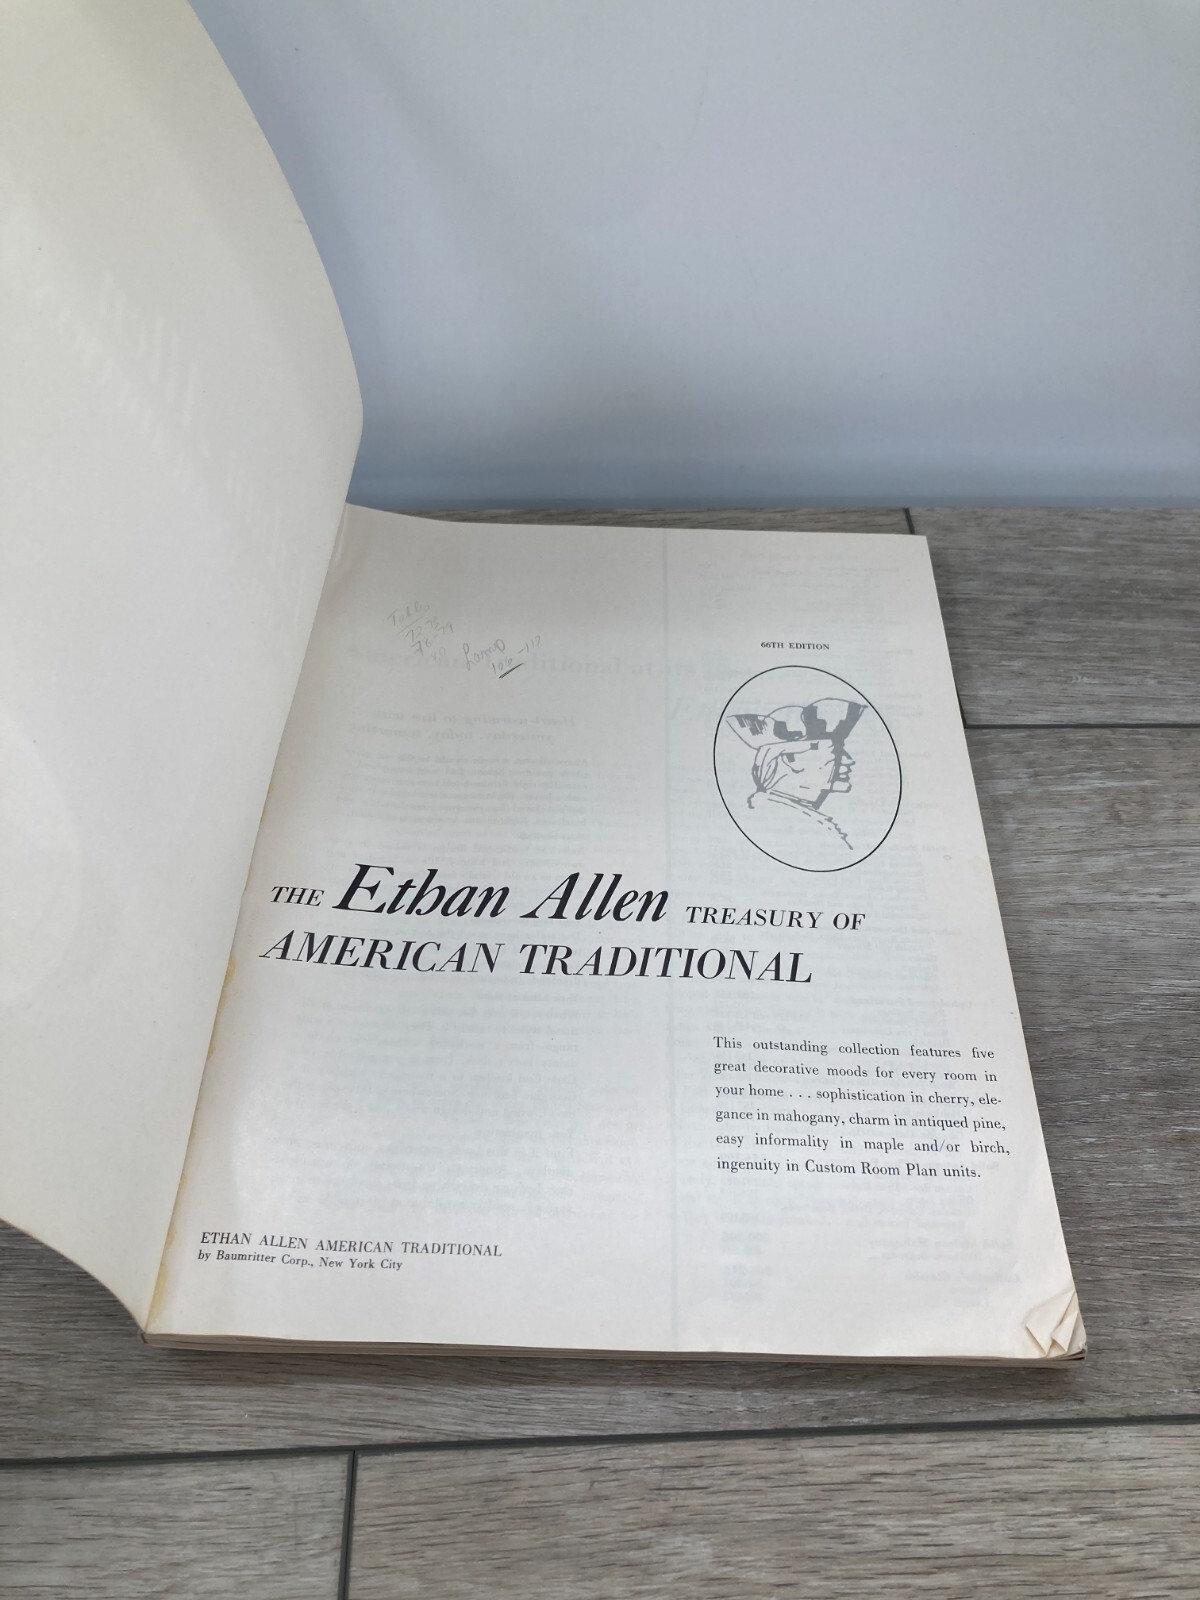 66TH EDITION
THE Ethan Allen TREASURY OF
AMERICAN TRADITIONAL
This outstanding collection features five
great decorative moods for every room in
your home . . . sophistication in cherry, ele-
gance in mahogany, charm in antiqued pine,
easy informality in maple and/or birch,
ingenuity in Custom Room Plan units.
ETHAN ALLEN AMERICAN TRADITIONAL
by Baumritter Corp., New York City